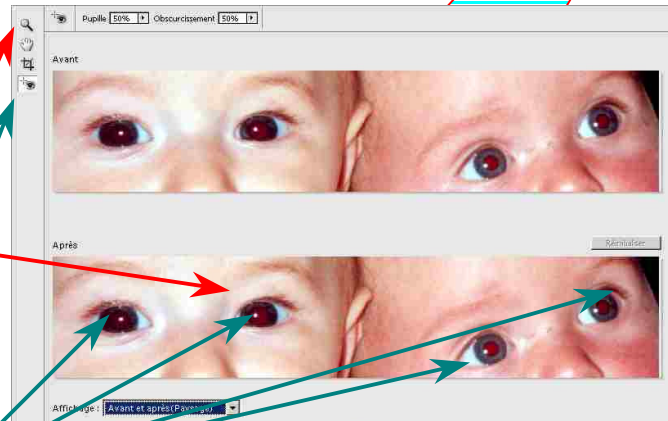 Pupille 50% Obscurcissement 50%
Avant
Après
Réinitialiser
Affichage : Avant et après (Paysage)